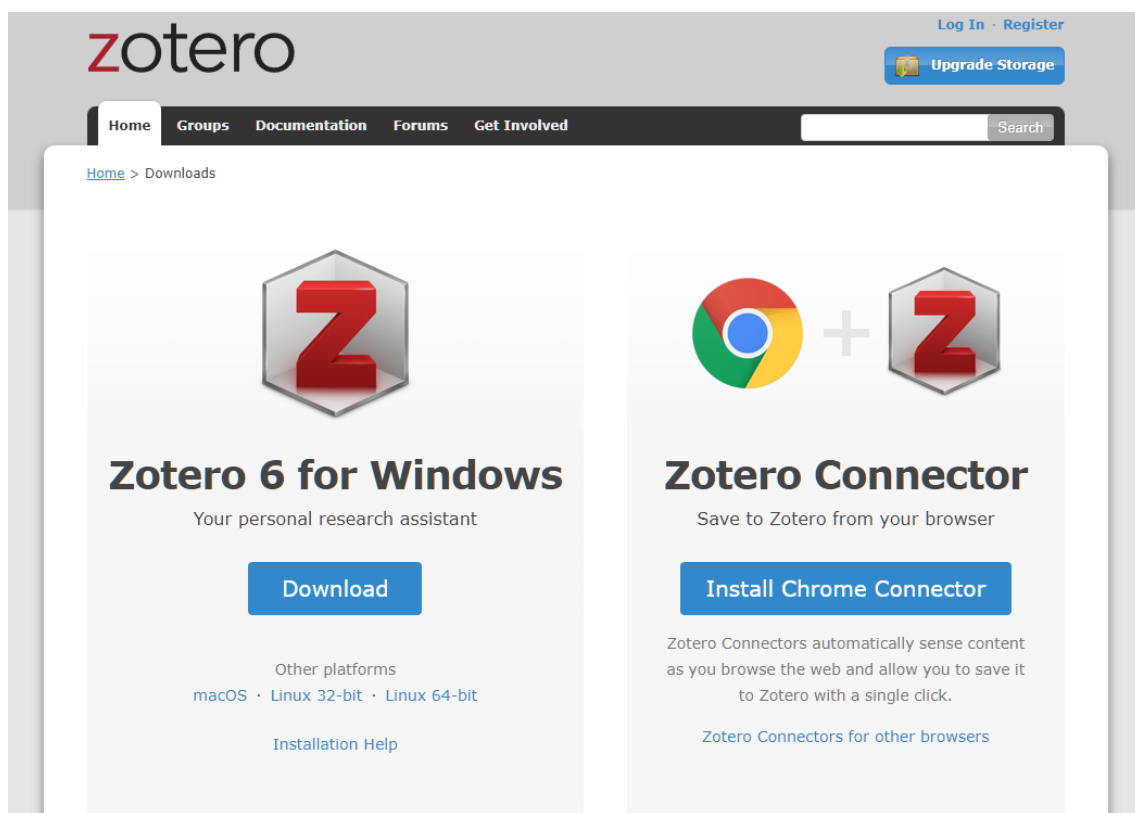 zotero
Log In · Register
Upgrade Storage
Home Groups Documentation Forums Get Involved
Search
Home > Downloads
Z
Z
Zotero 6 for Windows
Your personal research assistant
Download
Other platforms
macOS · Linux 32-bit · Linux 64-bit
Installation Help
Zotero Connector
Save to Zotero from your browser
Install Chrome Connector
Zotero Connectors automatically sense content
as you browse the web and allow you to save it
to Zotero with a single click.
Zotero Connectors for other browsers